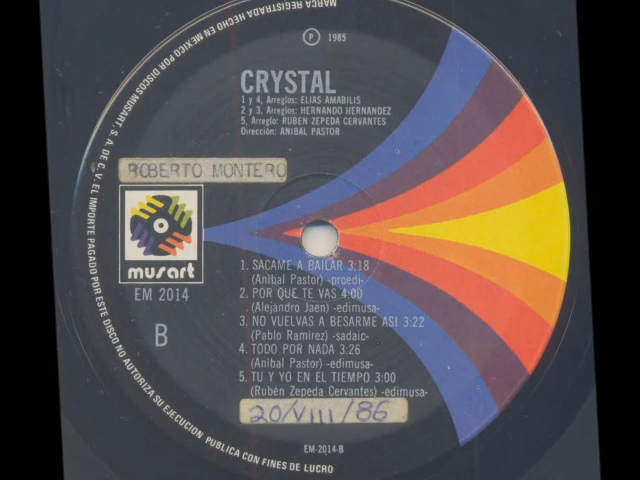 MARCA REGISTRADA HECHO EN MEXICO POR DISCOS MUSART, S. A. DE C. V. EL IMPORTE PAGADO POR ESTE DISCO NO AUTORIZA SU EJECUCION PUBLICA CON FINES DE LUCRO
Ⓟ 1985
CRYSTAL
1 y 4, Arreglos: ELIAS AMABILIS
2 y 3, Arreglos: HERNANDO HERNANDEZ
5, Arreglo: RUBEN ZEPEDA CERVANTES
Dirección: ANIBAL PASTOR
ROBERTO MONTERO
musart
EM 2014
B
1. SACAME A BAILAR 3:18
(Anibal Pastor) -proedi-
2. POR QUE TE VAS 4:00
(Alejandro Jaen) -edimusa-
3. NO VUELVAS A BESARME ASI 3:22
(Pablo Ramirez) -sadaic-
4. TODO POR NADA 3:26
(Anibal Pastor) -edimusa-
5. TU Y YO EN EL TIEMPO 3:00
(Rubén Zepeda Cervantes) -edimusa-
20/VIII/86
EM-2014-B